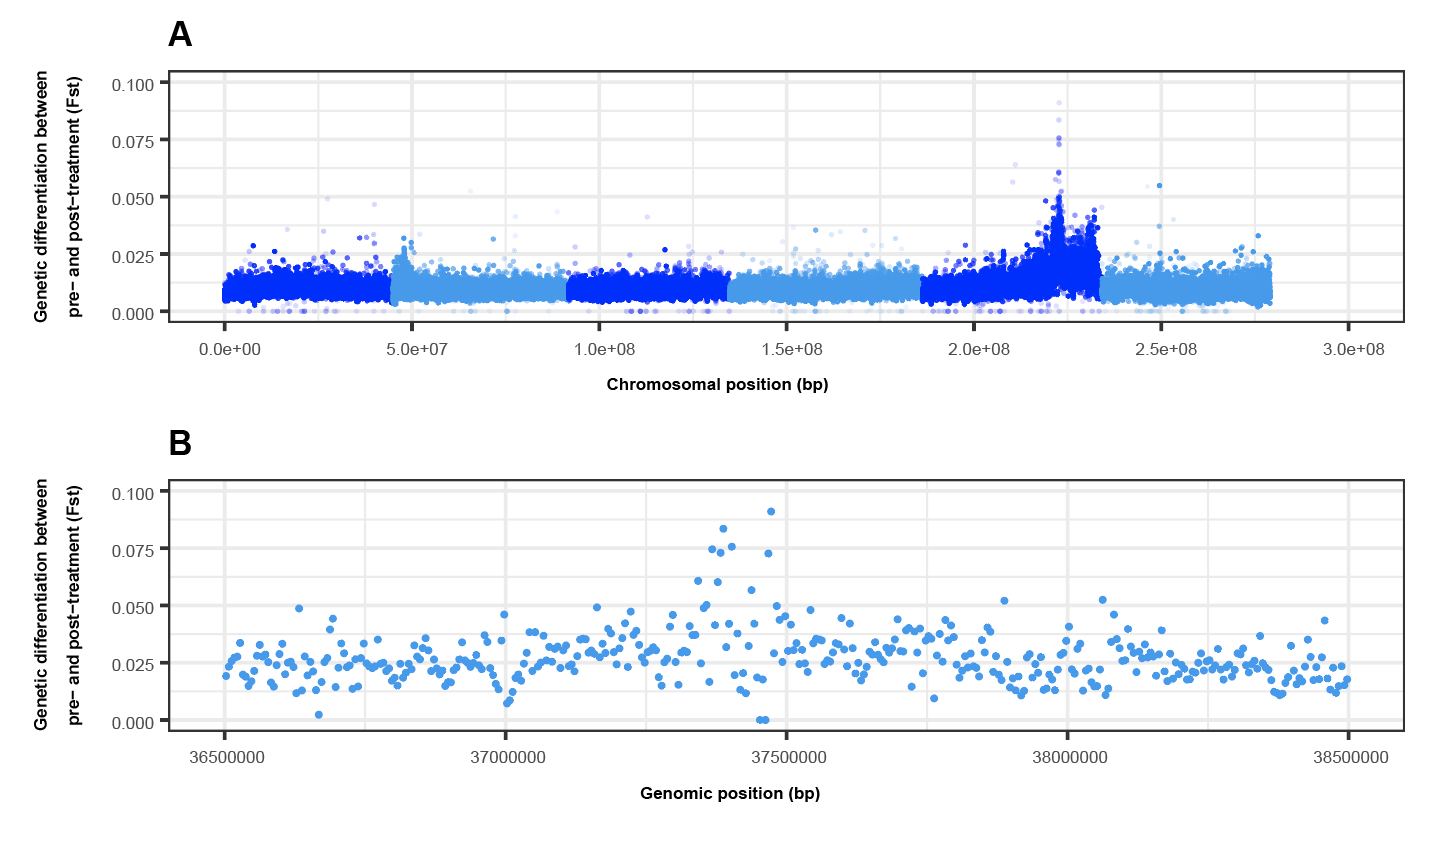 A
Genetic differentiation between
pre− and post−treatment (Fst)
0.100
0.075
0.050
0.025
0.000
0.0e+00 5.0e+07 1.0e+08 1.5e+08 2.0e+08 2.5e+08 3.0e+08
Chromosomal position (bp)
B
Genetic differentiation between
pre− and post−treatment (Fst)
0.100
0.075
0.050
0.025
0.000
36500000 37000000 37500000 38000000 38500000
Genomic position (bp)